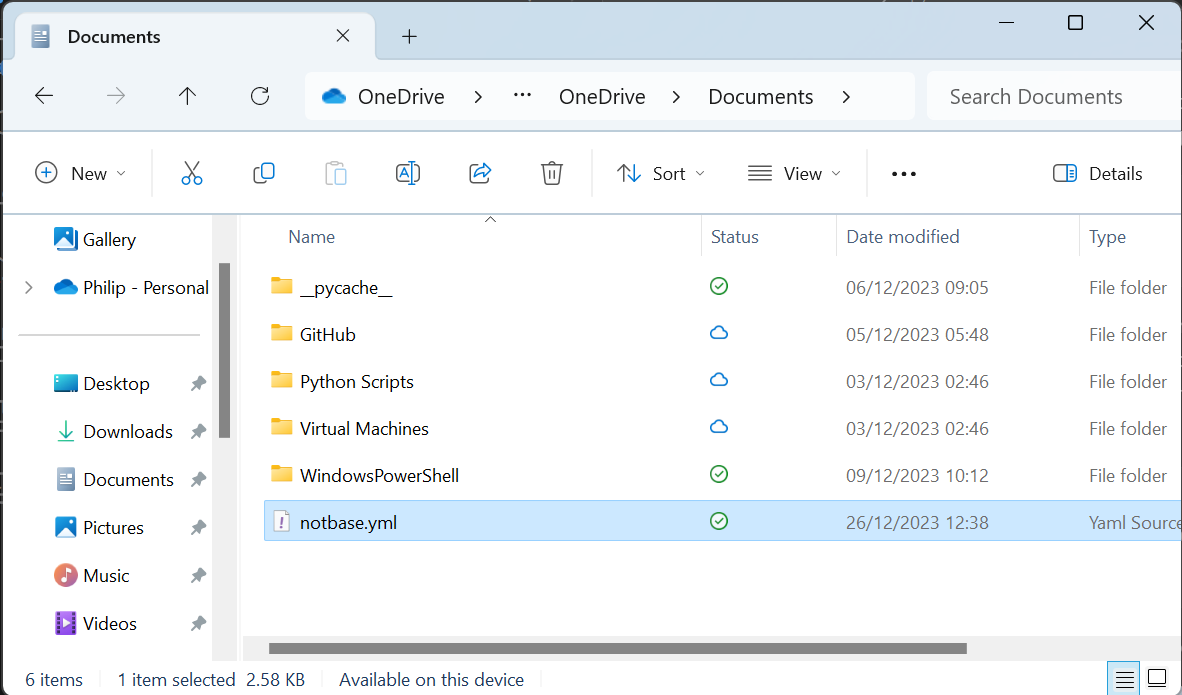 Documents
OneDrive > ... OneDrive > Documents > Search Documents
New Sort View ... Details
Gallery
Philip - Personal
Desktop
Downloads
Documents
Pictures
Music
Videos
Name Status Date modified Type
__pycache__ 06/12/2023 09:05 File folder
GitHub 05/12/2023 05:48 File folder
Python Scripts 03/12/2023 02:46 File folder
Virtual Machines 03/12/2023 02:46 File folder
WindowsPowerShell 09/12/2023 10:12 File folder
notbase.yml 26/12/2023 12:38 Yaml Source
6 items 1 item selected 2.58 KB Available on this device